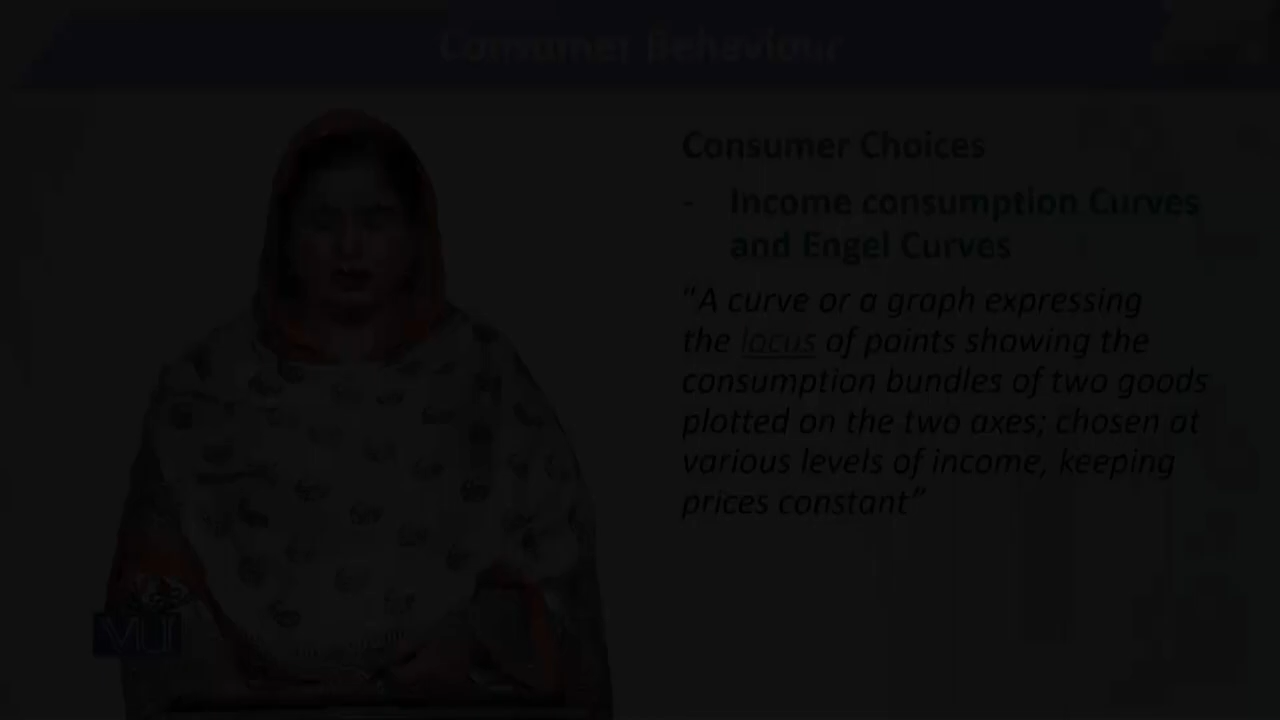 Consumer Behaviour
Consumer Choices
- Income consumption Curves
and Engel Curves
“A curve or a graph expressing
the locus of points showing the
consumption bundles of two goods
plotted on the two axes; chosen at
various levels of income, keeping
prices constant”
VU